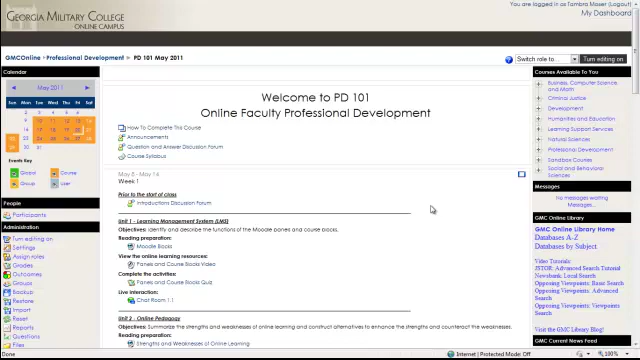 GEORGIA MILITARY COLLEGE
ONLINE CAMPUS
You are logged in as Tambra Maser (Logout)
My Dashboard
GMCOnline ► Professional Development ► PD 101 May 2011
Switch role to...
Turn editing on
Calendar
May 2011
Sun Mon Tue Wed Thu Fri Sat
Events Key
Global
Course
Group
User
People
Participants
Administration
Turn editing on
Settings
Assign roles
Grades
Outcomes
Groups
Backup
Restore
Import
Reset
Reports
Questions
Files
Welcome to PD 101
Online Faculty Professional Development
How To Complete This Course
Announcements
Question and Answer Discussion Forum
Course Syllabus
May 8 - May 14
Week 1
Prior to the start of class
Introductions Discussion Forum
Unit 1 - Learning Management System (LMS)
Objectives: Identify and describe the functions of the Moodle banes and course blocks.
Reading preparation:
Moodle Blocks
View the online learning resources:
Panels and Course Blocks Video
Complete the activities:
Panels and Course Blocks Quiz
Live Interaction:
Chat Room 1.1
Unit 2 - Online Pedagogy
Objectives: Summarize the strengths and weaknesses of online learning and construct alternatives to enhance the strengths and counteract the weaknesses.
Reading preparation:
Strengths and Weaknesses of Online Learning
Courses Available To You
Business, Computer Science, and Math
Criminal Justice
Development
Humanities and Education
Learning Support Services
Natural Sciences
Professional Development
Sandbox Courses
Social and Behavioral Sciences
Messages
No messages waiting
Messages...
GMC Online Library
GMC Online Library Home
Databases A-Z
Databases by Subject
Video Tutorials:
JSTOR: Advanced Search Tutorial
Newsbank: Local Search
Opposing Viewpoints: Basic Search
Opposing Viewpoints: Advanced Search
Opposing Viewpoints: Viewpoints Search
Visit the GMC Library Blog!
GMC Current News Feed
Done
Internet | Protected Mode: Off
100%